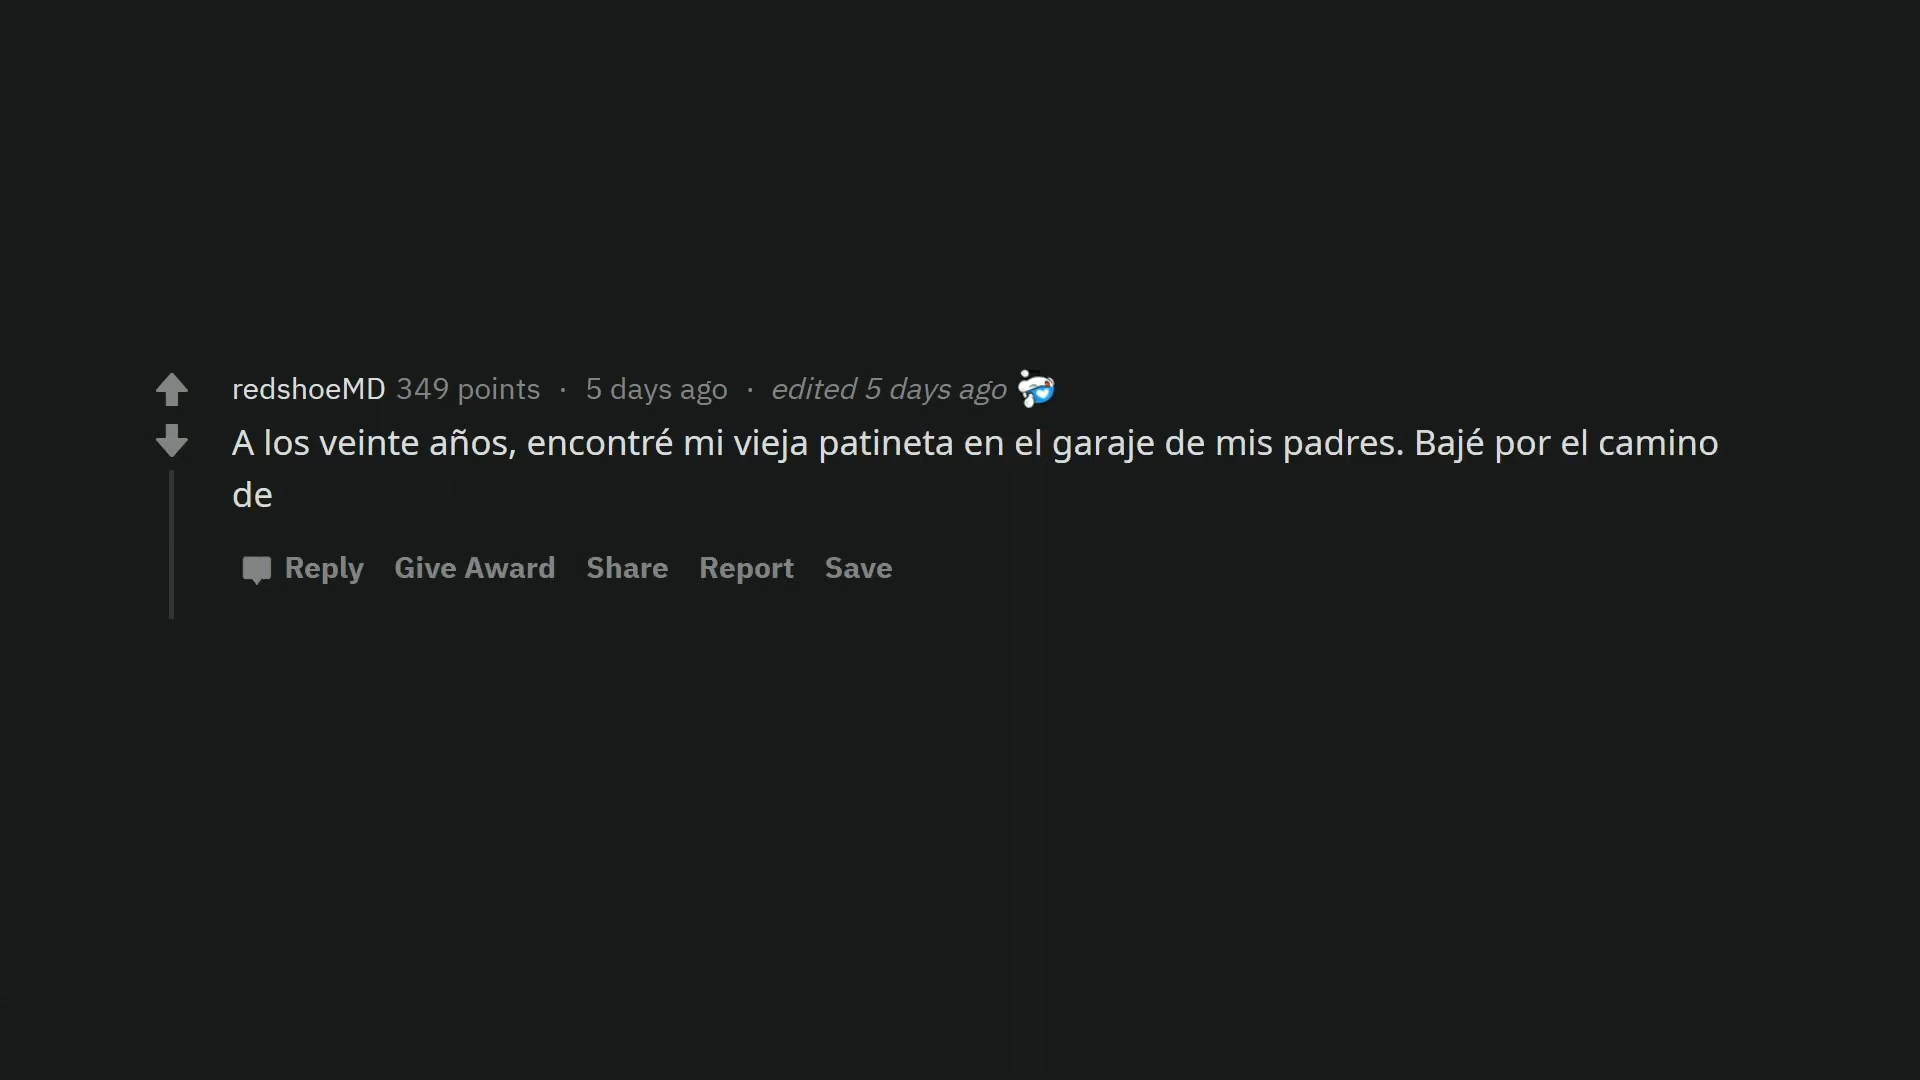 redshoeMD 349 points · 5 days ago · edited 5 days ago
A los veinte años, encontré mi vieja patineta en el garaje de mis padres. Bajé por el camino
de
Reply Give Award Share Report Save